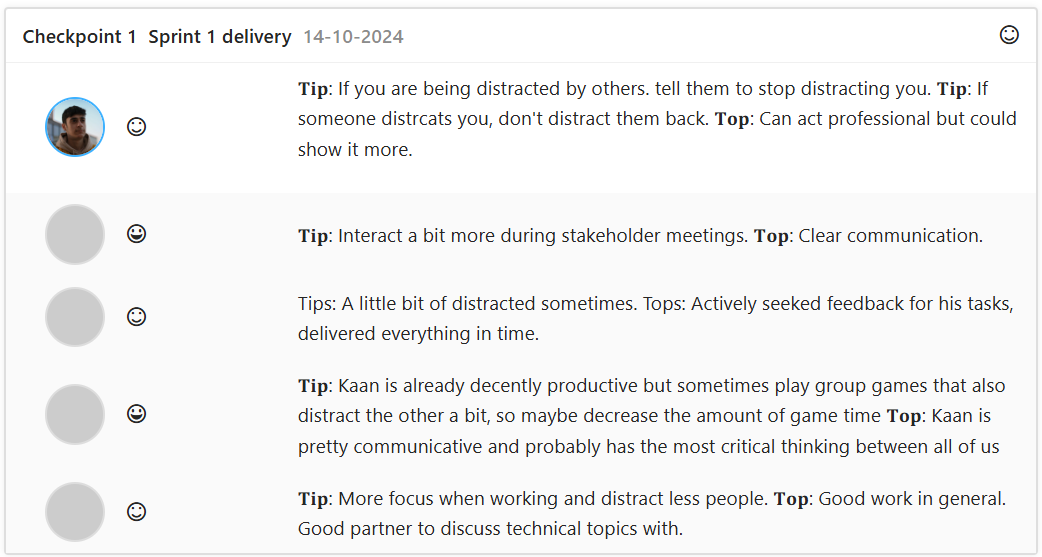 Checkpoint 1 Sprint 1 delivery 14-10-2024
Tip: If you are being distracted by others. tell them to stop distracting you. Tip: If
someone distrcats you, don't distract them back. Top: Can act professional but could
show it more.
Tip: Interact a bit more during stakeholder meetings. Top: Clear communication.
Tips: A little bit of distracted sometimes. Tops: Actively seeked feedback for his tasks,
delivered everything in time.
Tip: Kaan is already decently productive but sometimes play group games that also
distract the other a bit, so maybe decrease the amount of game time Top: Kaan is
pretty communicative and probably has the most critical thinking between all of us
Tip: More focus when working and distract less people. Top: Good work in general.
Good partner to discuss technical topics with.